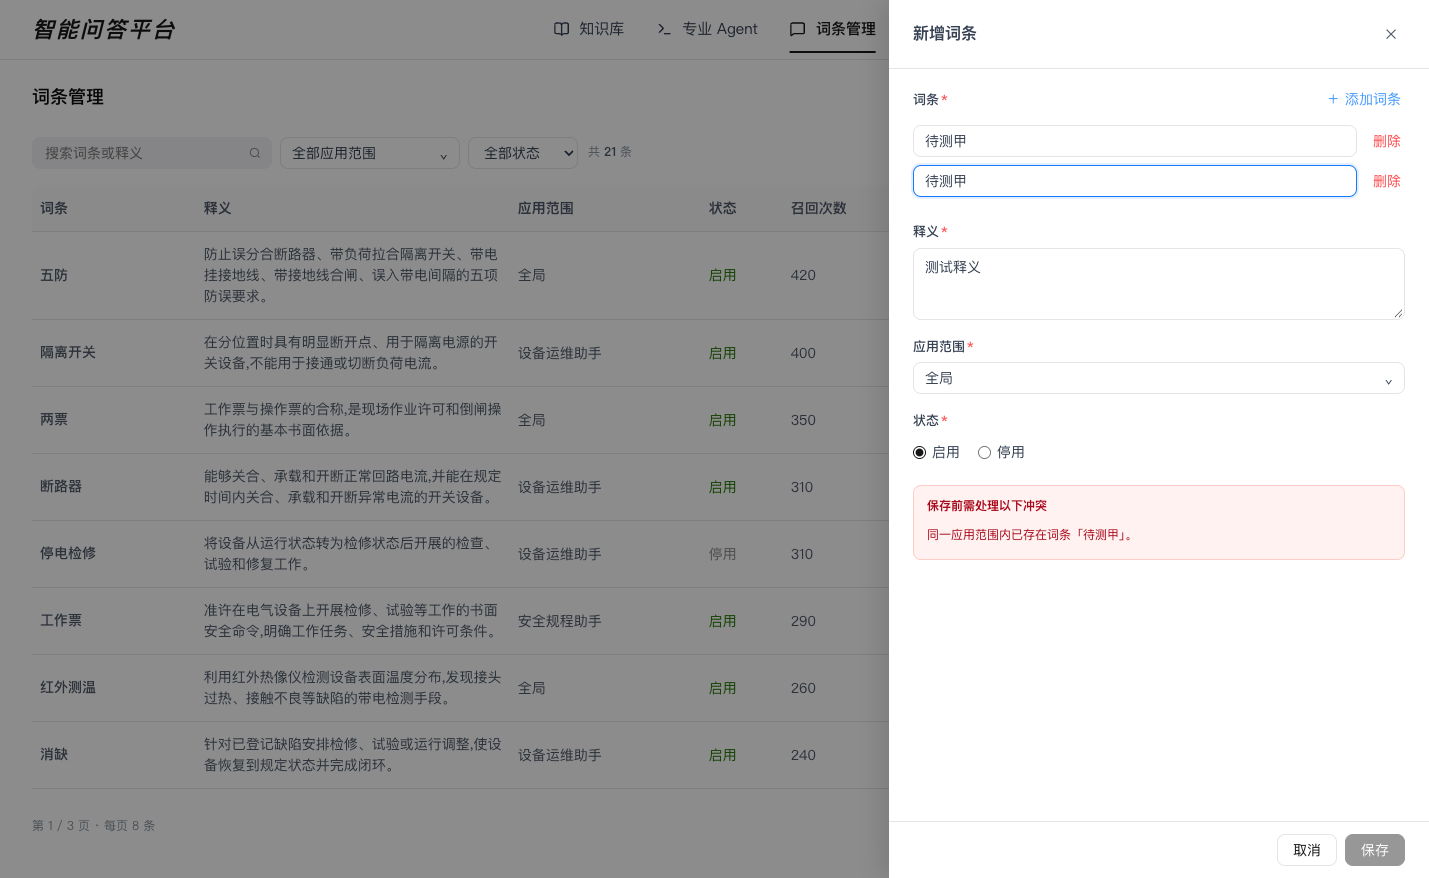 智能问答平台
知识库
专业 Agent
词条管理
词条管理
搜索词条或释义
全部应用范围
全部状态
共 21 条
词条 释义 应用范围 状态 召回次数
五防
防止误分合断路器、带负荷拉合隔离开关、带电
挂接地线、带接地线合闸、误入带电间隔的五项
防误要求。
全局
启用
420
隔离开关
在分位置时具有明显断开点、用于隔离电源的开
关设备,不能用于接通或切断负荷电流。
设备运维助手
启用
400
两票
工作票与操作票的合称,是现场作业许可和倒闸操
作执行的基本书面依据。
全局
启用
350
断路器
能够关合、承载和开断正常回路电流,并能在规定
时间内关合、承载和开断异常电流的开关设备。
设备运维助手
启用
310
停电检修
将设备从运行状态转为检修状态后开展的检查、
试验和修复工作。
设备运维助手
停用
310
工作票
准许在电气设备上开展检修、试验等工作的书面
安全命令,明确工作任务、安全措施和许可条件。
安全规程助手
启用
290
红外测温
利用红外热像仪检测设备表面温度分布,发现接头
过热、接触不良等缺陷的带电检测手段。
全局
启用
260
消缺
针对已登记缺陷安排检修、试验或运行调整,使设
备恢复到规定状态并完成闭环。
设备运维助手
启用
240
第 1 / 3 页 · 每页 8 条
新增词条
词条*
+ 添加词条
待测甲
删除
待测甲
删除
释义*
测试释义
应用范围*
全局
状态*
启用
停用
保存前需处理以下冲突
同一应用范围内已存在词条「待测甲」。
取消
保存